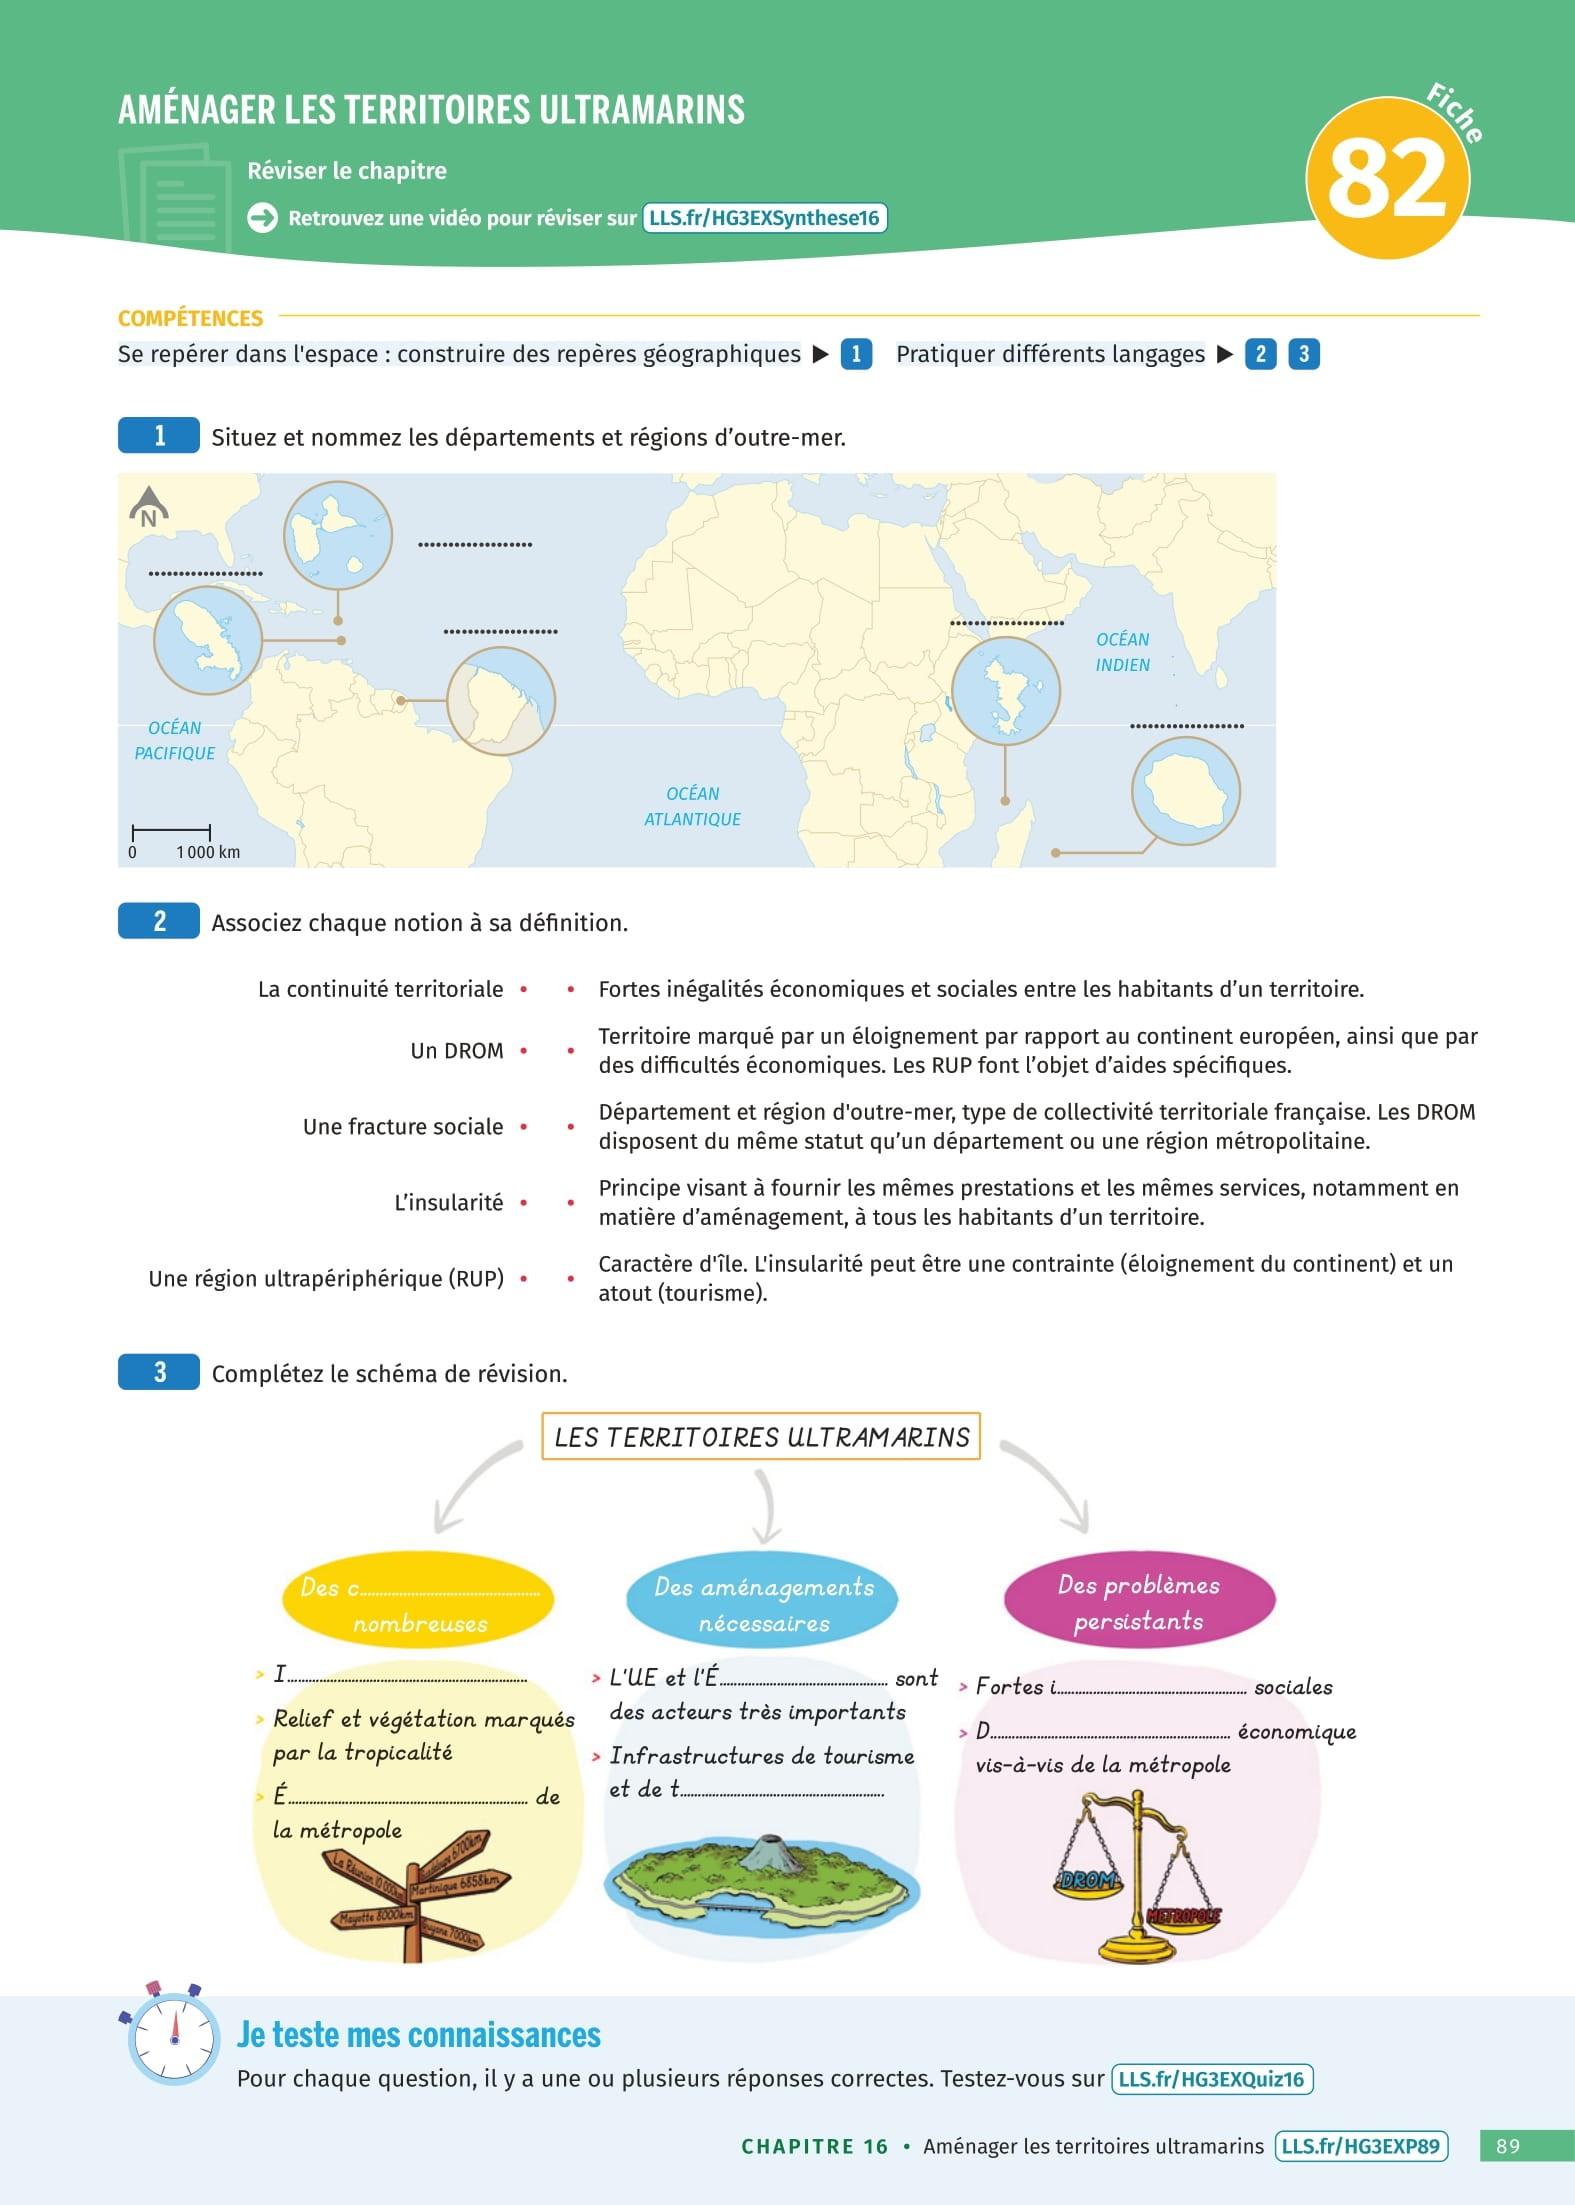 AMÉNAGER LES TERRITOIRES ULTRAMARINS
Fiche
82
Réviser le chapitre
Retrouvez une vidéo pour réviser sur LLS.fr/HG3EXSynthese16
COMPÉTENCES
Se repérer dans l'espace : construire des repères géographiques ▶ 1 Pratiquer différents langages ▶ 2 3
1 Situez et nommez les départements et régions d’outre-mer.
N
....................
....................
....................
....................
OCÉAN
INDIEN
OCÉAN
PACIFIQUE
....................
OCÉAN
ATLANTIQUE
0 1 000 km
2 Associez chaque notion à sa définition.
La continuité territoriale • • Fortes inégalités économiques et sociales entre les habitants d’un territoire.
Un DROM • • Territoire marqué par un éloignement par rapport au continent européen, ainsi que par
des difficultés économiques. Les RUP font l’objet d’aides spécifiques.
Une fracture sociale • • Département et région d'outre-mer, type de collectivité territoriale française. Les DROM
disposent du même statut qu’un département ou une région métropolitaine.
L’insularité • • Principe visant à fournir les mêmes prestations et les mêmes services, notamment en
matière d’aménagement, à tous les habitants d’un territoire.
Une région ultrapériphérique (RUP) • • Caractère d'île. L'insularité peut être une contrainte (éloignement du continent) et un
atout (tourisme).
3 Complétez le schéma de révision.
LES TERRITOIRES ULTRAMARINS
Des c....................
nombreuses
> I....................
> Relief et végétation marqués
par la tropicalité
> É.................... de
la métropole
La Réunion 10 000km
Guadeloupe 6700km
Martinique 6858km
Mayotte 8000km
Guyane 7000km
Des aménagements
nécessaires
> L'UE et l'É.................... sont
des acteurs très importants
> Infrastructures de tourisme
et de t....................
Des problèmes
persistants
> Fortes i.................... sociales
> D.................... économique
vis-à-vis de la métropole
DROM
METROPOLE
Je teste mes connaissances
Pour chaque question, il y a une ou plusieurs réponses correctes. Testez-vous sur LLS.fr/HG3EXQuiz16
CHAPITRE 16 • Aménager les territoires ultramarins LLS.fr/HG3EXP89 89